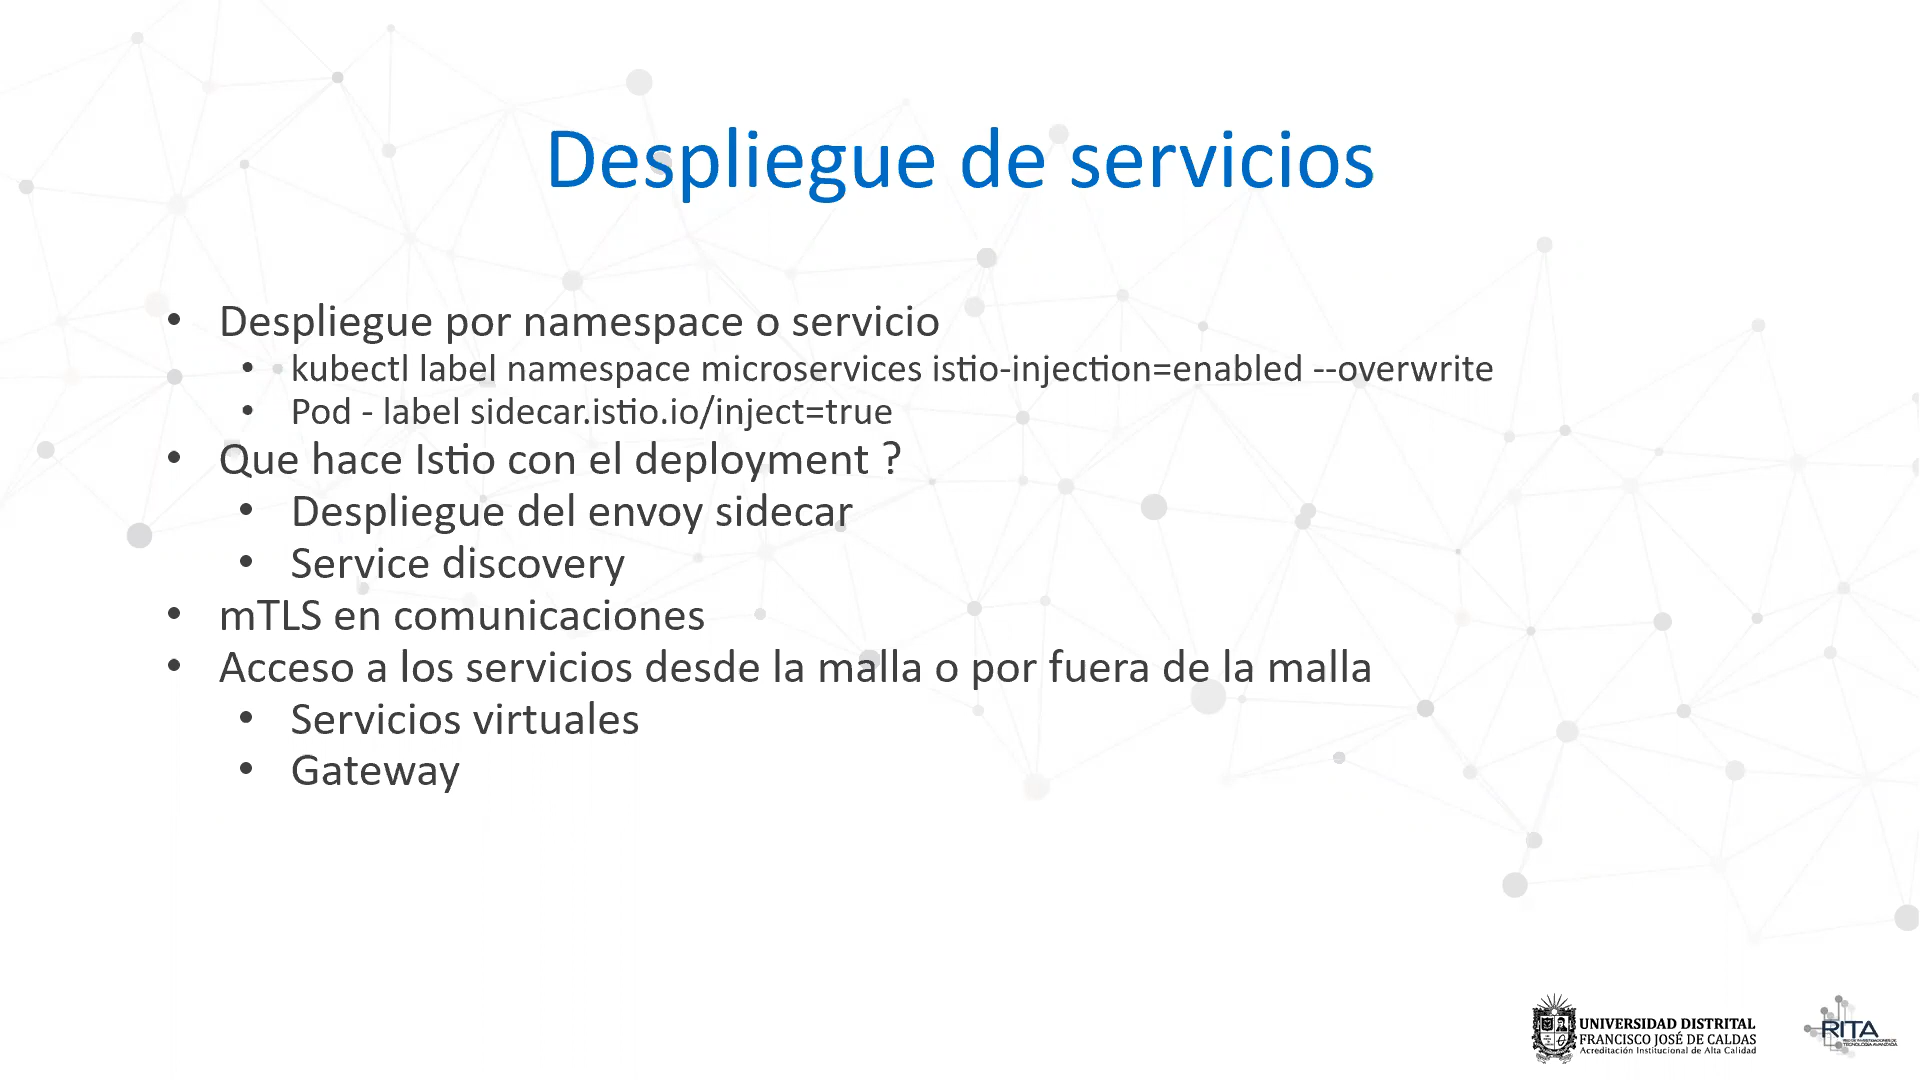 Despliegue de servicios
• Despliegue por namespace o servicio
• kubectl label namespace microservices istio-injection=enabled --overwrite
• Pod - label sidecar.istio.io/inject=true
• Que hace Istio con el deployment ?
• Despliegue del envoy sidecar
• Service discovery
• mTLS en comunicaciones
• Acceso a los servicios desde la malla o por fuera de la malla
• Servicios virtuales
• Gateway
UNIVERSIDAD DISTRITAL
FRANCISCO JOSÉ DE CALDAS
Acreditación Institucional de Alta Calidad
RITA